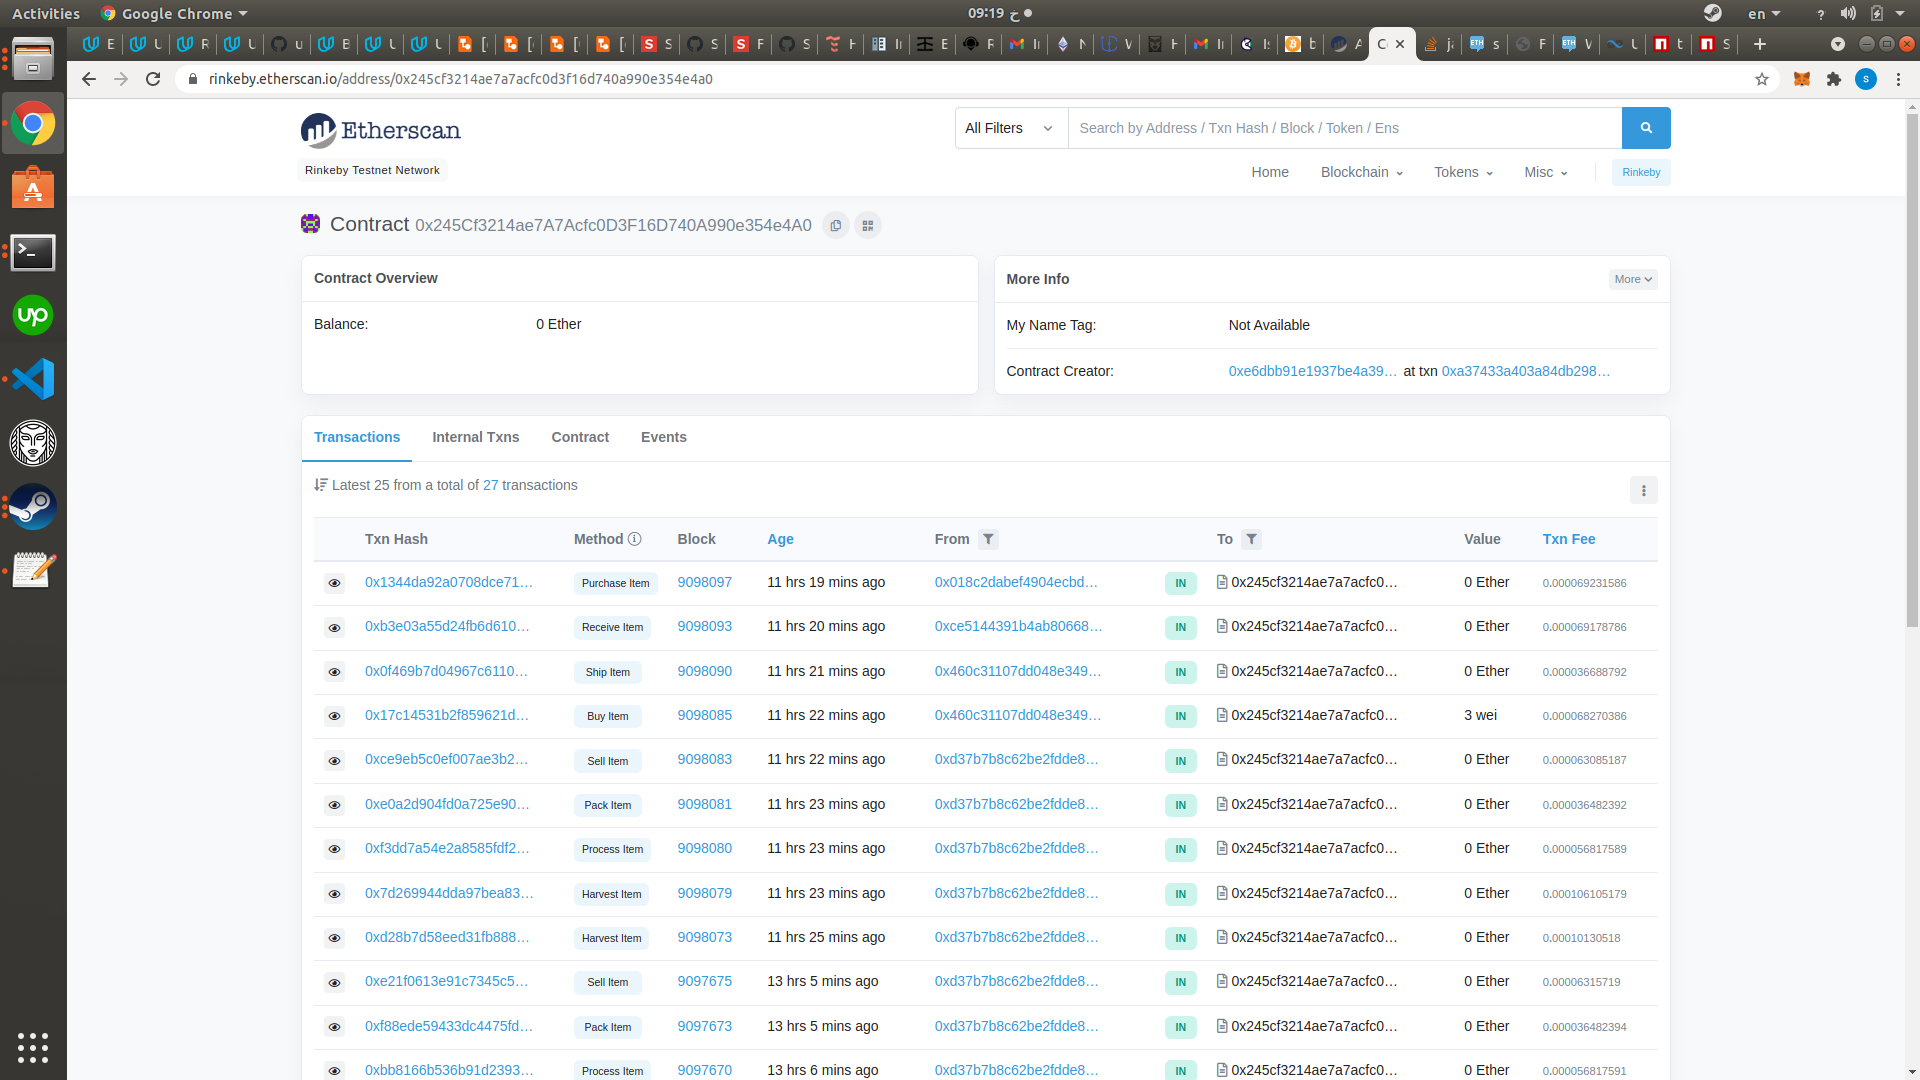 Activities Google Chrome 09:19 خ en
rinkeby.etherscan.io/address/0x245cf3214ae7a7acfc0d3f16d740a990e354e4a0
Etherscan
All Filters Search by Address / Txn Hash / Block / Token / Ens
Rinkeby Testnet Network
Home Blockchain Tokens Misc Rinkeby
Contract 0x245Cf3214ae7A7Acfc0D3F16D740A990e354e4A0
Contract Overview
Balance: 0 Ether
More Info More
My Name Tag: Not Available
Contract Creator: 0xe6dbb91e1937be4a39... at txn 0xa37433a403a84db298...
Transactions Internal Txns Contract Events
Latest 25 from a total of 27 transactions
Txn Hash Method Block Age From To Value Txn Fee
0x1344da92a0708dce71... Purchase Item 9098097 11 hrs 19 mins ago 0x018c2dabef4904ecbd... IN 0x245cf3214ae7a7acfc0... 0 Ether 0.000069231586
0xb3e03a55d24fb6d610... Receive Item 9098093 11 hrs 20 mins ago 0xce5144391b4ab80668... IN 0x245cf3214ae7a7acfc0... 0 Ether 0.000069178786
0x0f469b7d04967c6110... Ship Item 9098090 11 hrs 21 mins ago 0x460c31107dd048e349... IN 0x245cf3214ae7a7acfc0... 0 Ether 0.000036688792
0x17c14531b2f859621d... Buy Item 9098085 11 hrs 22 mins ago 0x460c31107dd048e349... IN 0x245cf3214ae7a7acfc0... 3 wei 0.000068270386
0xce9eb5c0ef007ae3b2... Sell Item 9098083 11 hrs 22 mins ago 0xd37b7b8c62be2fdde8... IN 0x245cf3214ae7a7acfc0... 0 Ether 0.000063085187
0xe0a2d904fd0a725e90... Pack Item 9098081 11 hrs 23 mins ago 0xd37b7b8c62be2fdde8... IN 0x245cf3214ae7a7acfc0... 0 Ether 0.000036482392
0xf3dd7a54e2a8585fdf2... Process Item 9098080 11 hrs 23 mins ago 0xd37b7b8c62be2fdde8... IN 0x245cf3214ae7a7acfc0... 0 Ether 0.000056817589
0x7d269944dda97bea83... Harvest Item 9098079 11 hrs 23 mins ago 0xd37b7b8c62be2fdde8... IN 0x245cf3214ae7a7acfc0... 0 Ether 0.000106105179
0xd28b7d58eed31fb888... Harvest Item 9098073 11 hrs 25 mins ago 0xd37b7b8c62be2fdde8... IN 0x245cf3214ae7a7acfc0... 0 Ether 0.00010130518
0xe21f0613e91c7345c5... Sell Item 9097675 13 hrs 5 mins ago 0xd37b7b8c62be2fdde8... IN 0x245cf3214ae7a7acfc0... 0 Ether 0.00006315719
0xf88ede59433dc4475fd... Pack Item 9097673 13 hrs 5 mins ago 0xd37b7b8c62be2fdde8... IN 0x245cf3214ae7a7acfc0... 0 Ether 0.000036482394
0xbb8166b536b91d2393... Process Item 9097670 13 hrs 6 mins ago 0xd37b7b8c62be2fdde8... IN 0x245cf3214ae7a7acfc0... 0 Ether 0.000056817591